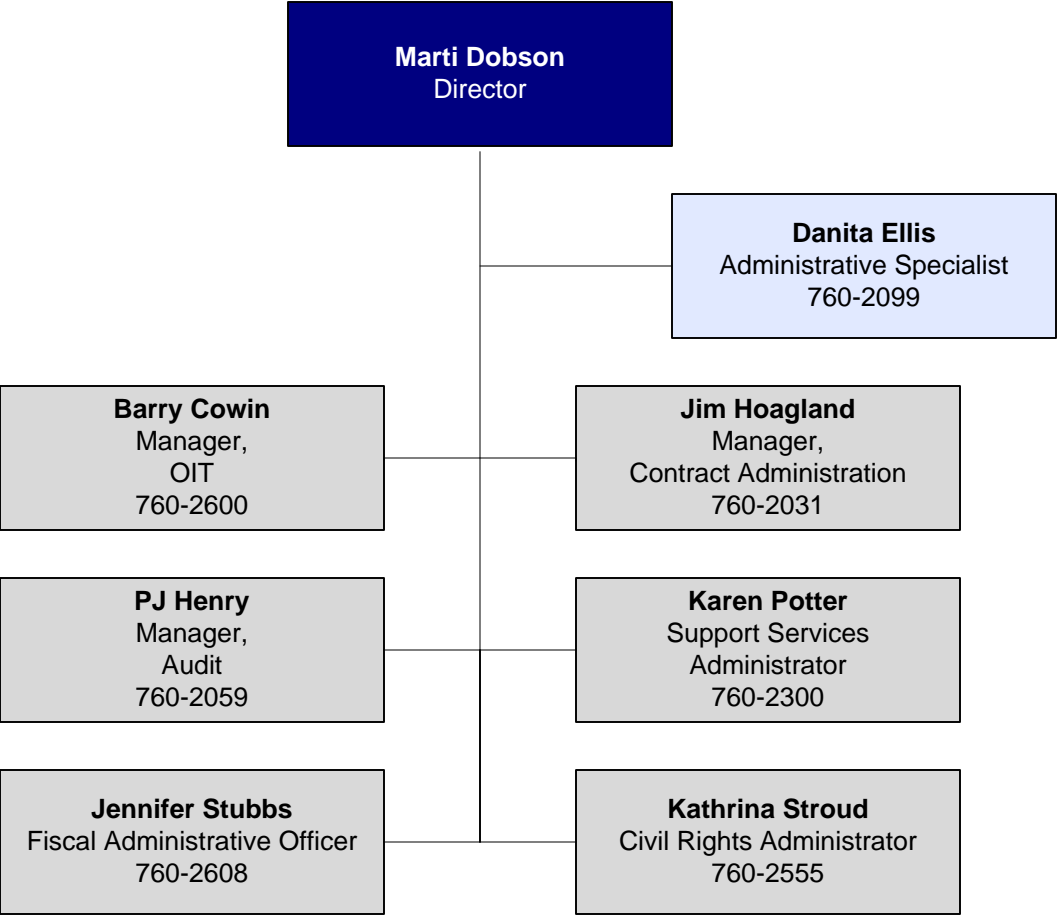 Marti Dobson
Director
Danita Ellis
Administrative Specialist
760-2099
Barry Cowin
Manager,
OIT
760-2600
Jim Hoagland
Manager,
Contract Administration
760-2031
PJ Henry
Manager,
Audit
760-2059
Karen Potter
Support Services
Administrator
760-2300
Jennifer Stubbs
Fiscal Administrative Officer
760-2608
Kathrina Stroud
Civil Rights Administrator
760-2555